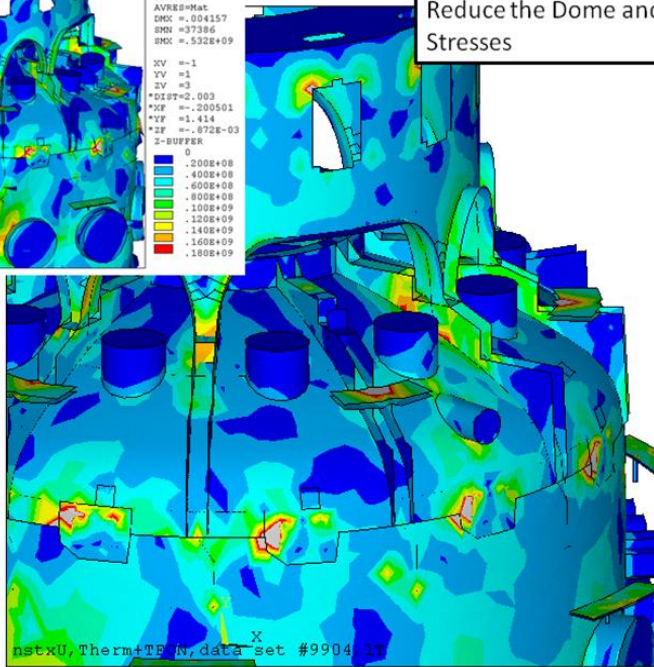 AVRES=Mat
DMX =.004157
SMN =37386
SMX =.532E+09
XV =-1
YV =1
ZV =3
*DIST=2.003
*XF =-.200501
*YF =1.414
*ZF =-.872E-03
Z-BUFFER
0
.200E+08
.400E+08
.600E+08
.800E+08
.100E+09
.120E+09
.140E+09
.160E+09
.180E+09
Reduce the Dome and
Stresses
X
nstxU,Therm+TFON,data set #9904,